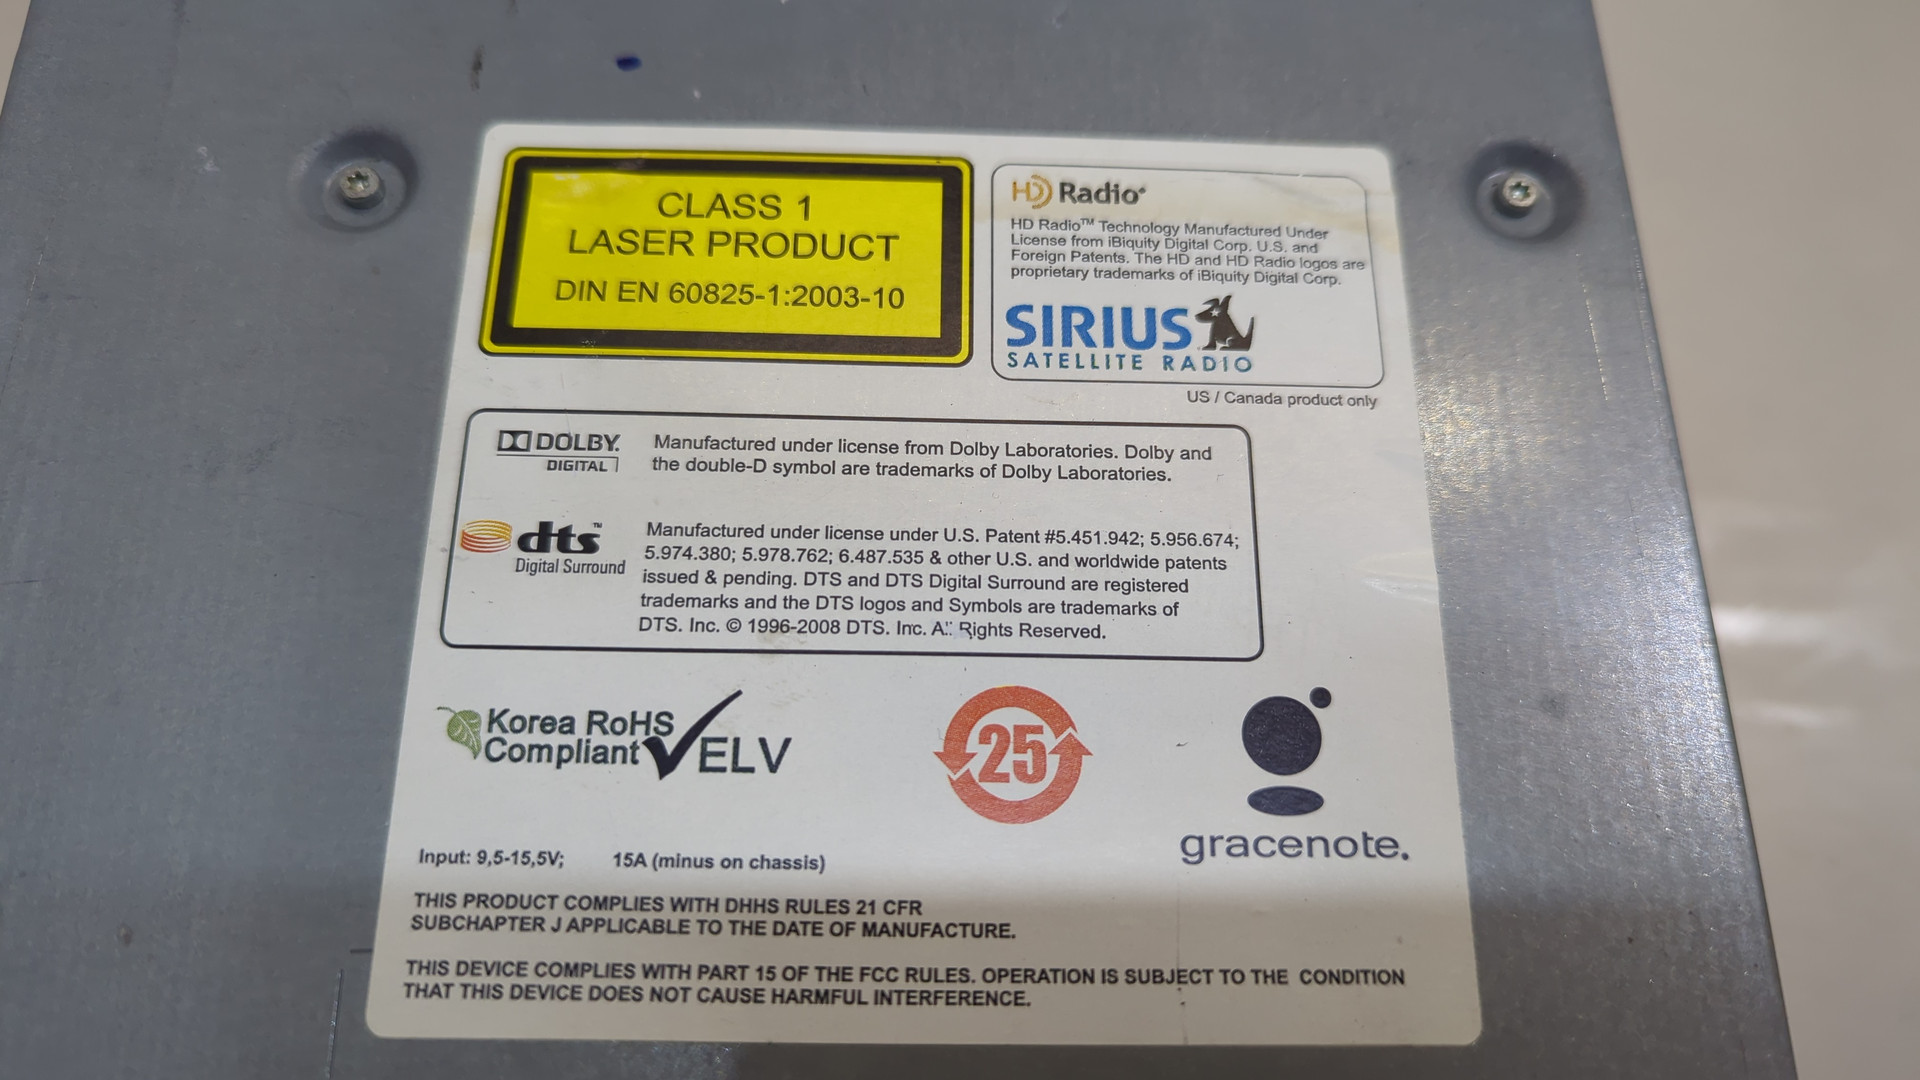 CLASS 1
LASER PRODUCT
DIN EN 60825-1:2003-10
HD Radio®
HD Radio™ Technology Manufactured Under
License from iBiquity Digital Corp. U.S. and
Foreign Patents. The HD and HD Radio logos are
proprietary trademarks of iBiquity Digital Corp.
SIRIUS
SATELLITE RADIO
US / Canada product only
DOLBY.
DIGITAL
Manufactured under license from Dolby Laboratories. Dolby and
the double-D symbol are trademarks of Dolby Laboratories.
dts™
Digital Surround
Manufactured under license under U.S. Patent #5.451.942; 5.956.674;
5.974.380; 5.978.762; 6.487.535 & other U.S. and worldwide patents
issued & pending. DTS and DTS Digital Surround are registered
trademarks and the DTS logos and Symbols are trademarks of
DTS. Inc. © 1996-2008 DTS. Inc. All Rights Reserved.
Korea RoHS
Compliant
ELV
25
gracenote.
Input: 9,5-15,5V; 15A (minus on chassis)
THIS PRODUCT COMPLIES WITH DHHS RULES 21 CFR
SUBCHAPTER J APPLICABLE TO THE DATE OF MANUFACTURE.
THIS DEVICE COMPLIES WITH PART 15 OF THE FCC RULES. OPERATION IS SUBJECT TO THE CONDITION
THAT THIS DEVICE DOES NOT CAUSE HARMFUL INTERFERENCE.